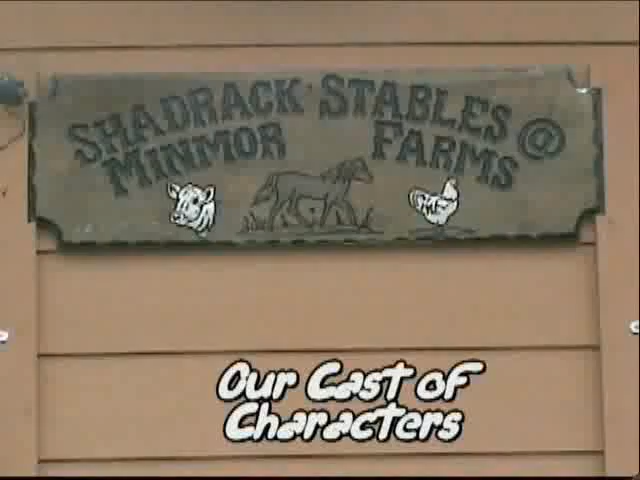 SHADRACK STABLES @
MINMOR FARMS
Our Cast of
Characters